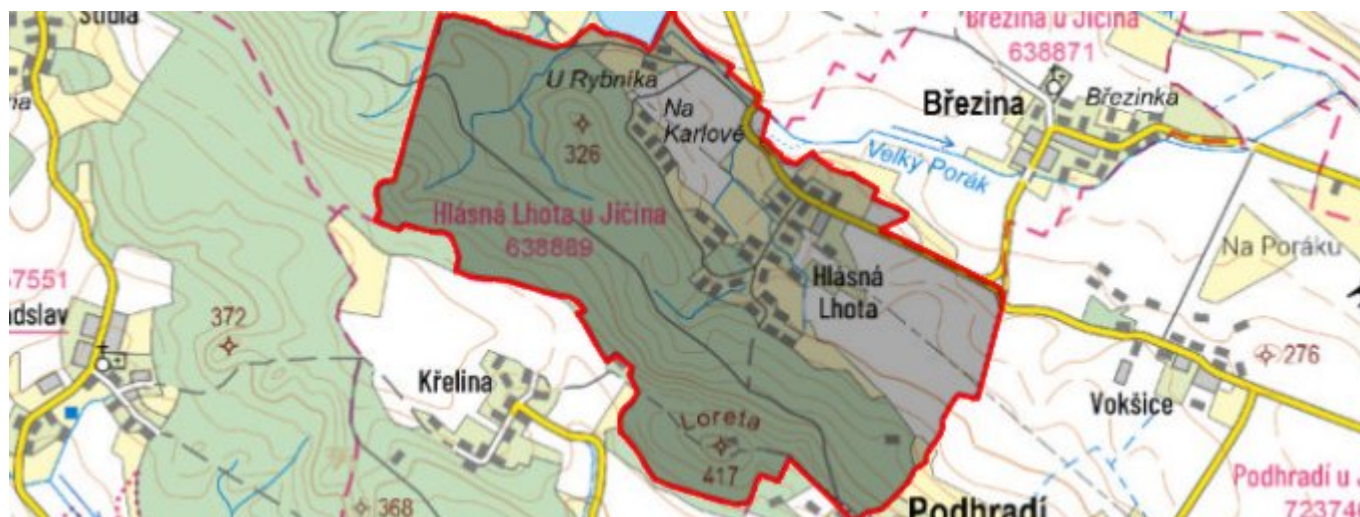 Březina u Jičína
638871
U Rybníka
Na
Karlově
Březina
Březinka
326
Velký Porák
Hlásná Lhota u Jičína
638889
Na Poráku
67551
Hlásná
Lhota
372
276
Křelina
Vokšice
Loreta
417
368
Podhradí
Podhradí u J